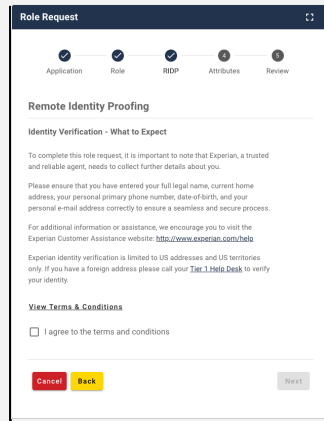 Role Request
4
5
Application
Role
RIDP
Attributes
Review
Remote Identity Proofing
Identity Verification - What to Expect
To complete this role request, it is important to note that Experian, a trusted
and reliable agent, needs to collect further details about you.
Please ensure that you have entered your full legal name, current home
address, your personal primary phone number, date-of-birth, and your
personal e-mail address correctly to ensure a seamless and secure process.
For additional information or assistance, we encourage you to visit the
Experian Customer Assistance website: http://www.experian.com/help
Experian identity verification is limited to US addresses and US territories
only. If you have a foreign address please call your Tier 1 Help Desk to verify
your identity.
View Terms & Conditions
I agree to the terms and conditions
Cancel
Back
Next